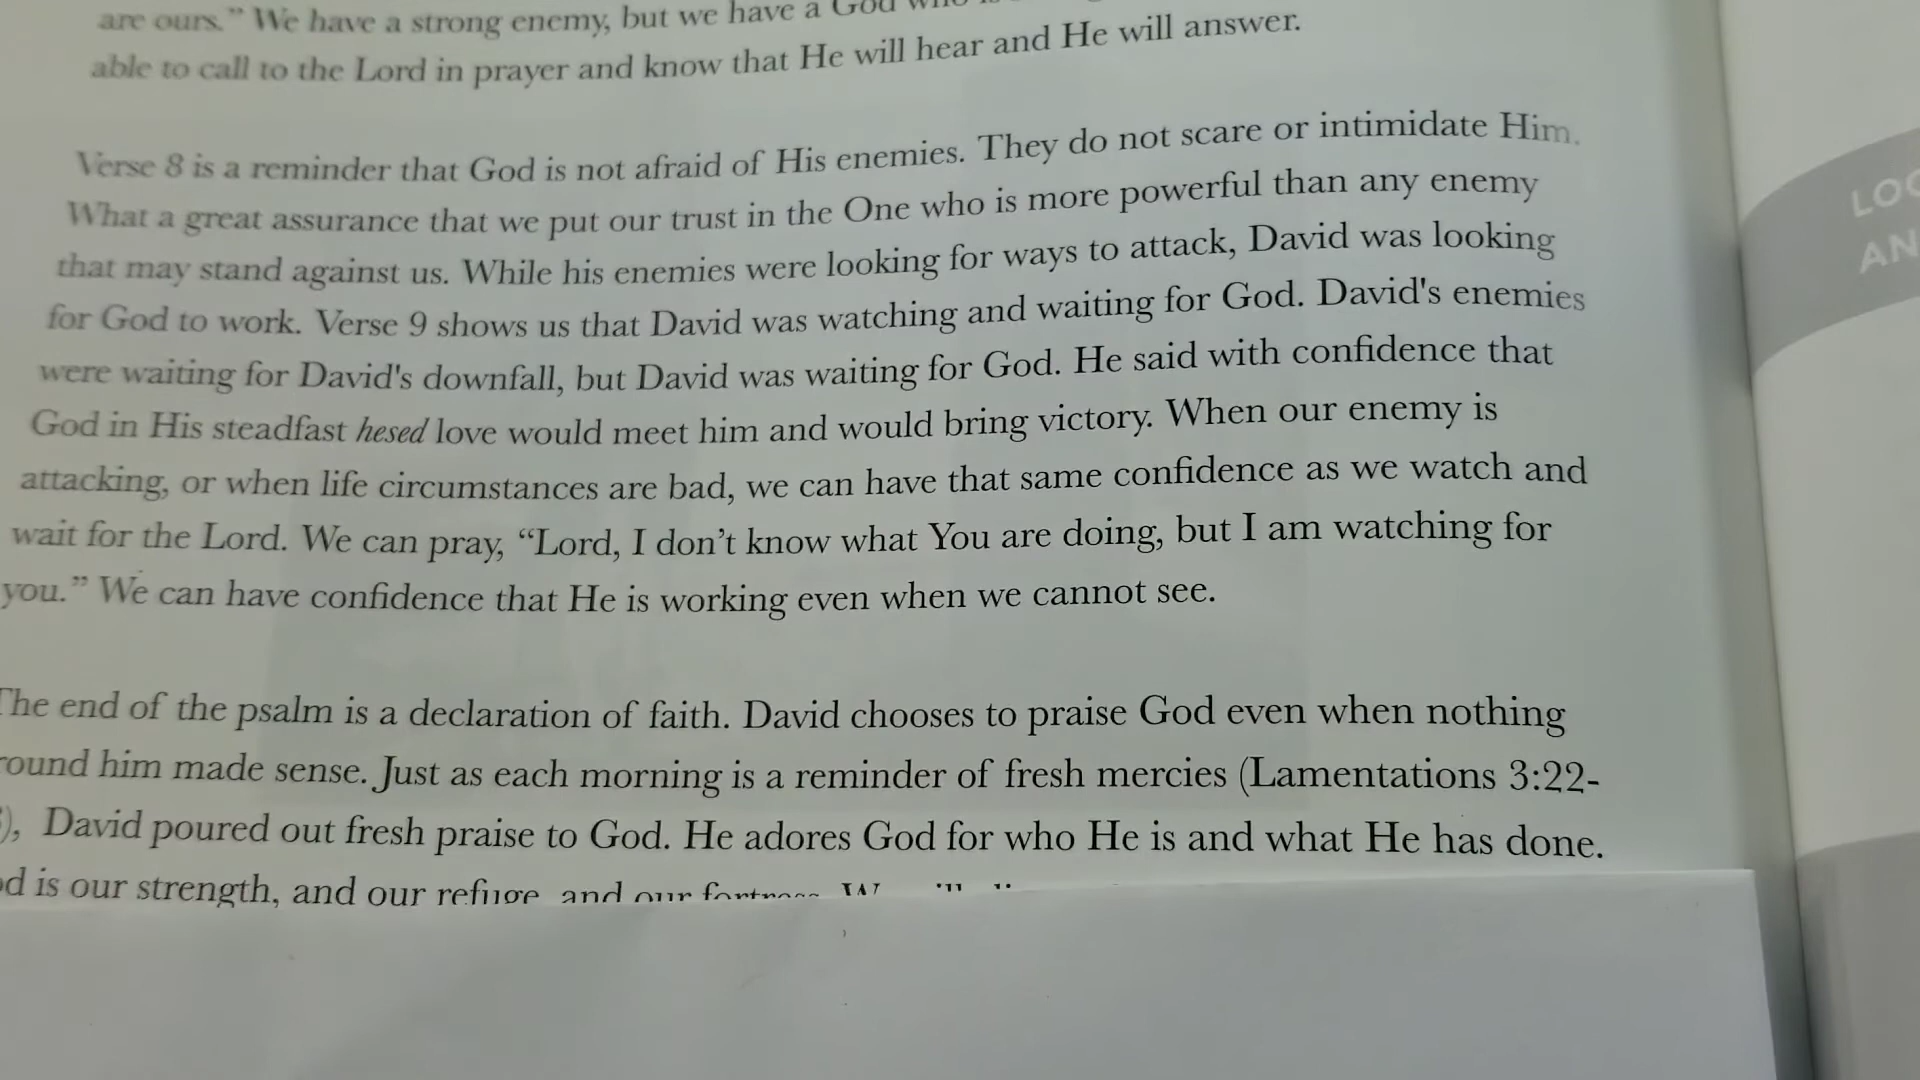 are ours.” We have a strong enemy, but we have a God
able to call to the Lord in prayer and know that He will hear and He will answer.
Verse 8 is a reminder that God is not afraid of His enemies. They do not scare or intimidate Him.
What a great assurance that we put our trust in the One who is more powerful than any enemy
that may stand against us. While his enemies were looking for ways to attack, David was looking
for God to work. Verse 9 shows us that David was watching and waiting for God. David's enemies
were waiting for David's downfall, but David was waiting for God. He said with confidence that
God in His steadfast hesed love would meet him and would bring victory. When our enemy is
attacking, or when life circumstances are bad, we can have that same confidence as we watch and
wait for the Lord. We can pray, “Lord, I don’t know what You are doing, but I am watching for
you.” We can have confidence that He is working even when we cannot see.
The end of the psalm is a declaration of faith. David chooses to praise God even when nothing
round him made sense. Just as each morning is a reminder of fresh mercies (Lamentations 3:22-
), David poured out fresh praise to God. He adores God for who He is and what He has done.
d is our strength, and our refuge, and our
LOO
AN